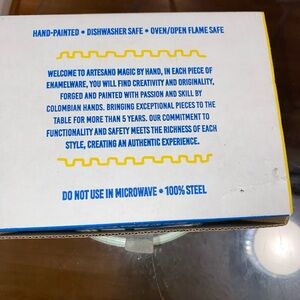 HAND-PAINTED • DISHWASHER SAFE • OVEN/OPEN FLAME SAFE
WELCOME TO ARTESANO MAGIC BY HAND, IN EACH PIECE OF
ENAMELWARE, YOU WILL FIND CREATIVITY AND ORIGINALITY,
FORGED AND PAINTED WITH PASSION AND SKILL BY
COLOMBIAN HANDS. BRINGING EXCEPTIONAL PIECES TO THE
TABLE FOR MORE THAN 5 YEARS. OUR COMMITMENT TO
FUNCTIONALITY AND SAFETY MEETS THE RICHNESS OF EACH
STYLE, CREATING AN AUTHENTIC EXPERIENCE.
DO NOT USE IN MICROWAVE • 100% STEEL